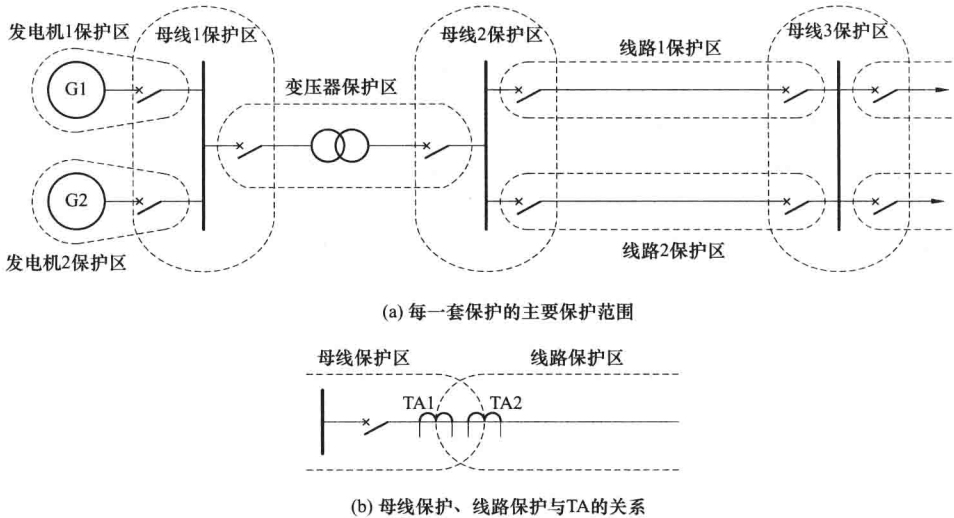 发电机1保护区
母线1保护区
母线2保护区
线路1保护区
母线3保护区
G1
变压器保护区
G2
发电机2保护区
线路2保护区
(a) 每一套保护的主要保护范围
母线保护区
线路保护区
TA1
TA2
(b) 母线保护、线路保护与TA的关系